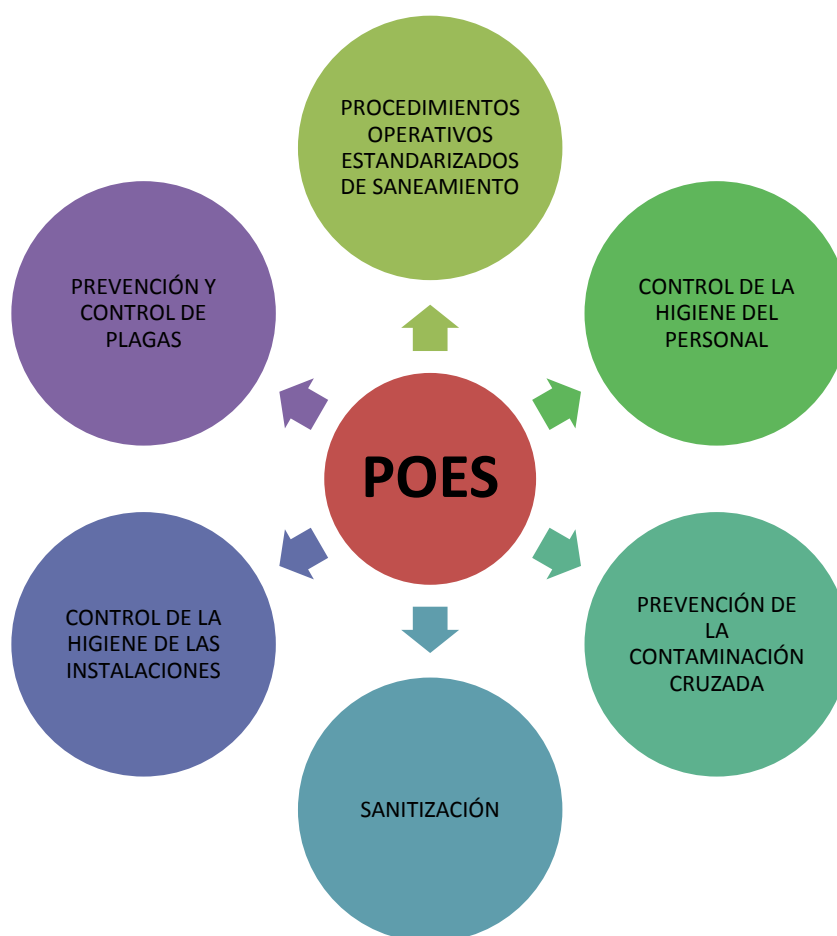 PROCEDIMIENTOS
OPERATIVOS
ESTANDARIZADOS
DE SANEAMIENTO
PREVENCIÓN Y
CONTROL DE
PLAGAS
CONTROL DE LA
HIGIENE DEL
PERSONAL
POES
CONTROL DE LA
HIGIENE DE LAS
INSTALACIONES
PREVENCIÓN DE
LA
CONTAMINACIÓN
CRUZADA
SANITIZACIÓN